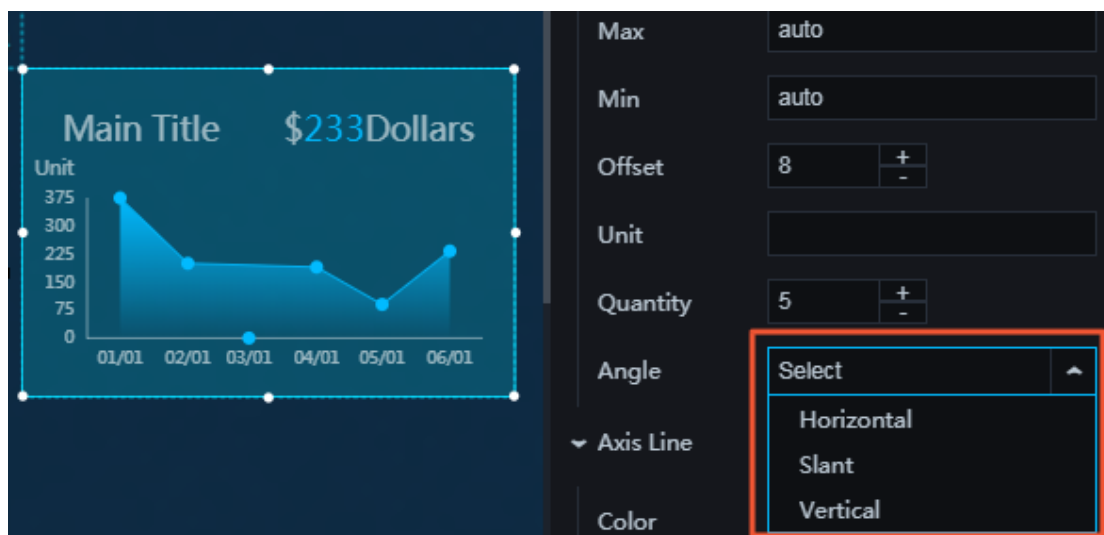 Main Title $233Dollars
Unit
375
300
225
150
75
0
01/01 02/01 03/01 04/01 05/01 06/01
Max auto
Min auto
Offset 8 + -
Unit
Quantity 5 + -
Angle Select
Horizontal
Slant
Vertical
Axis Line
Color